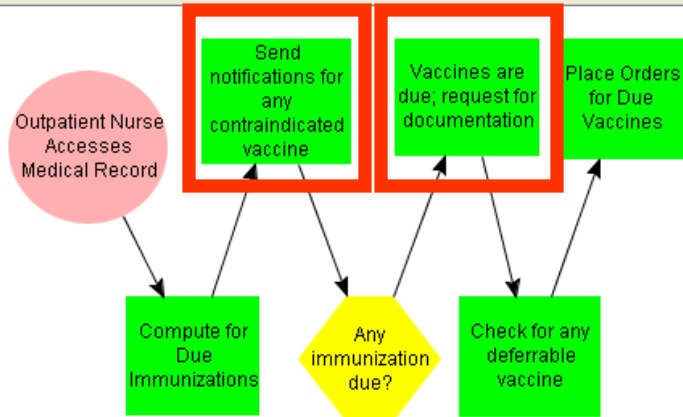 Outpatient Nurse
Accesses
Medical Record
Compute for
Due
Immunizations
Send
notifications for
any
contraindicated
vaccine
Any
immunization
due?
Vaccines are
due; request for
documentation
Check for any
deferrable
vaccine
Place Orders
for Due
Vaccines